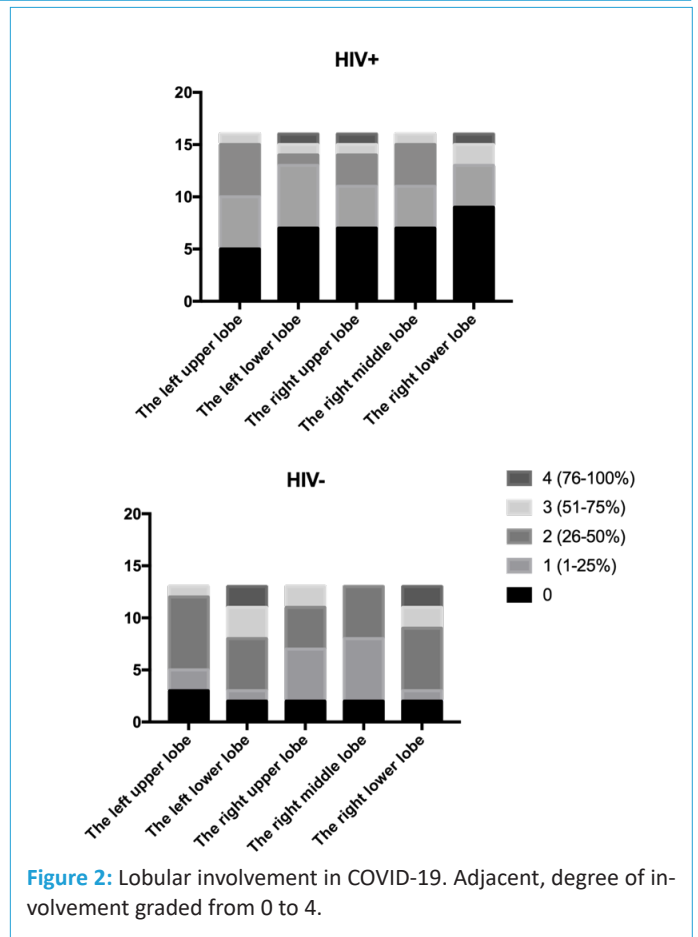 HIV+
20
15
10
5
0
The left upper lobe
The left lower lobe
The right upper lobe
The right middle lobe
The right lower lobe
HIV-
20
15
10
5
0
The left upper lobe
The left lower lobe
The right upper lobe
The right middle lobe
The right lower lobe
4 (76-100%)
3 (51-75%)
2 (26-50%)
1 (1-25%)
0
Figure 2: Lobular involvement in COVID-19. Adjacent, degree of in-
volvement graded from 0 to 4.